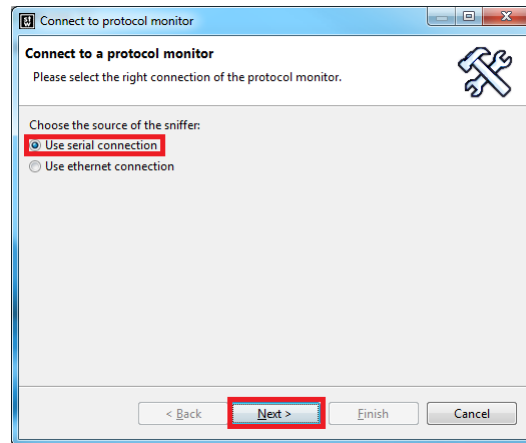 Connect to protocol monitor
Connect to a protocol monitor
Please select the right connection of the protocol monitor.
Choose the source of the sniffer:
Use serial connection
Use ethernet connection
< Back Next > Finish Cancel